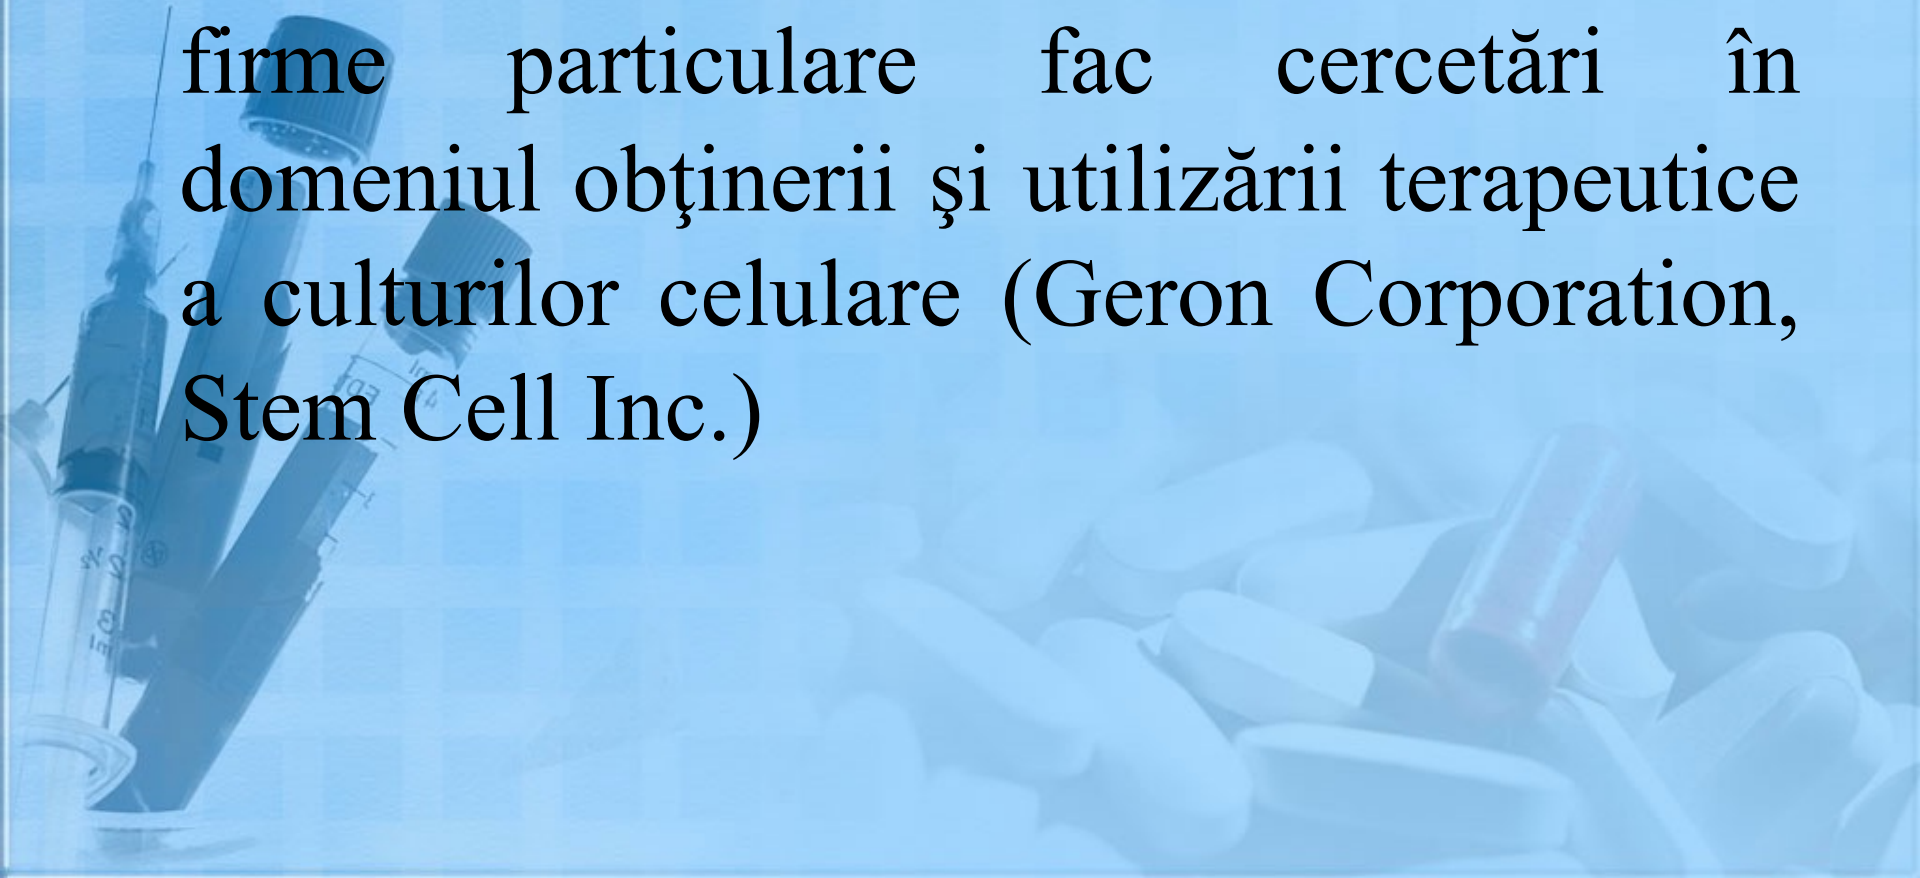 firme particulare fac cercetări în
domeniul obţinerii şi utilizării terapeutice
a culturilor celulare (Geron Corporation,
Stem Cell Inc.)